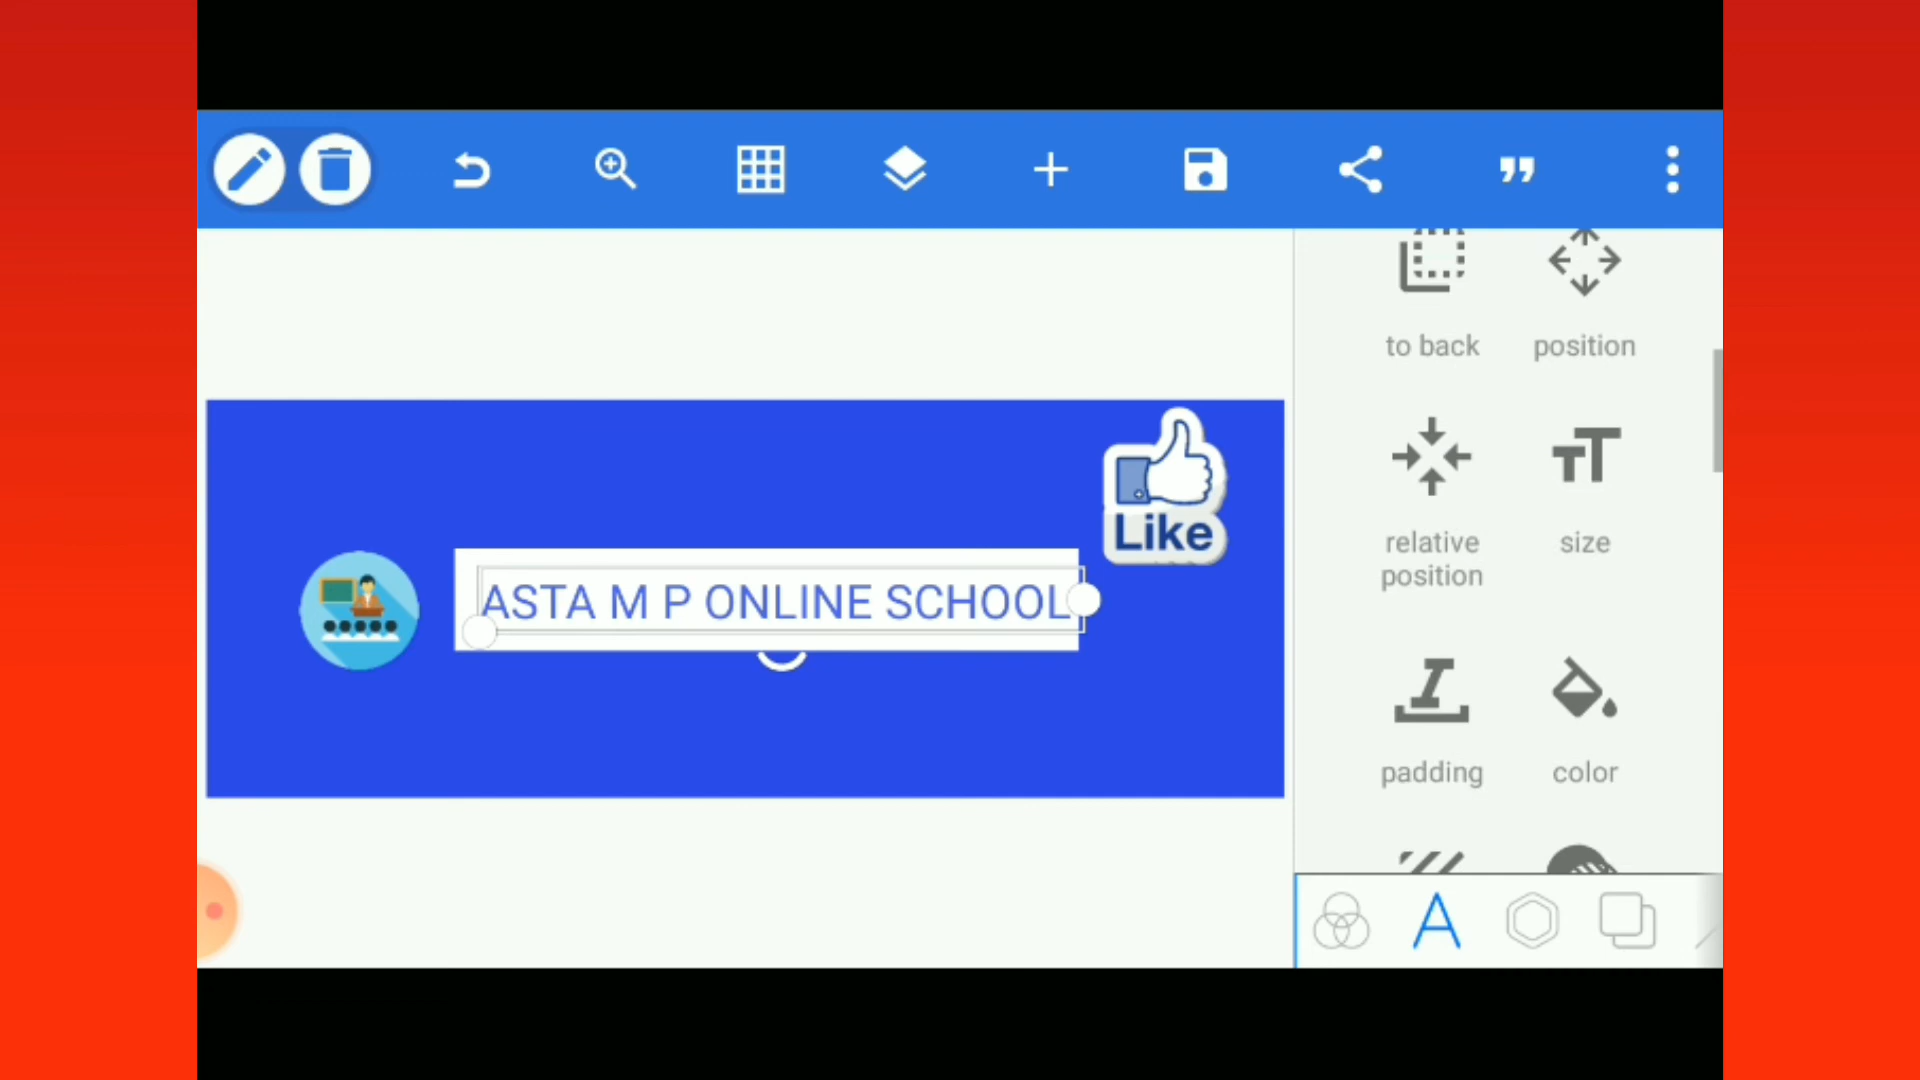 to back
position
Like
ASTA M P ONLINE SCHOOL
relative
position
size
padding
color